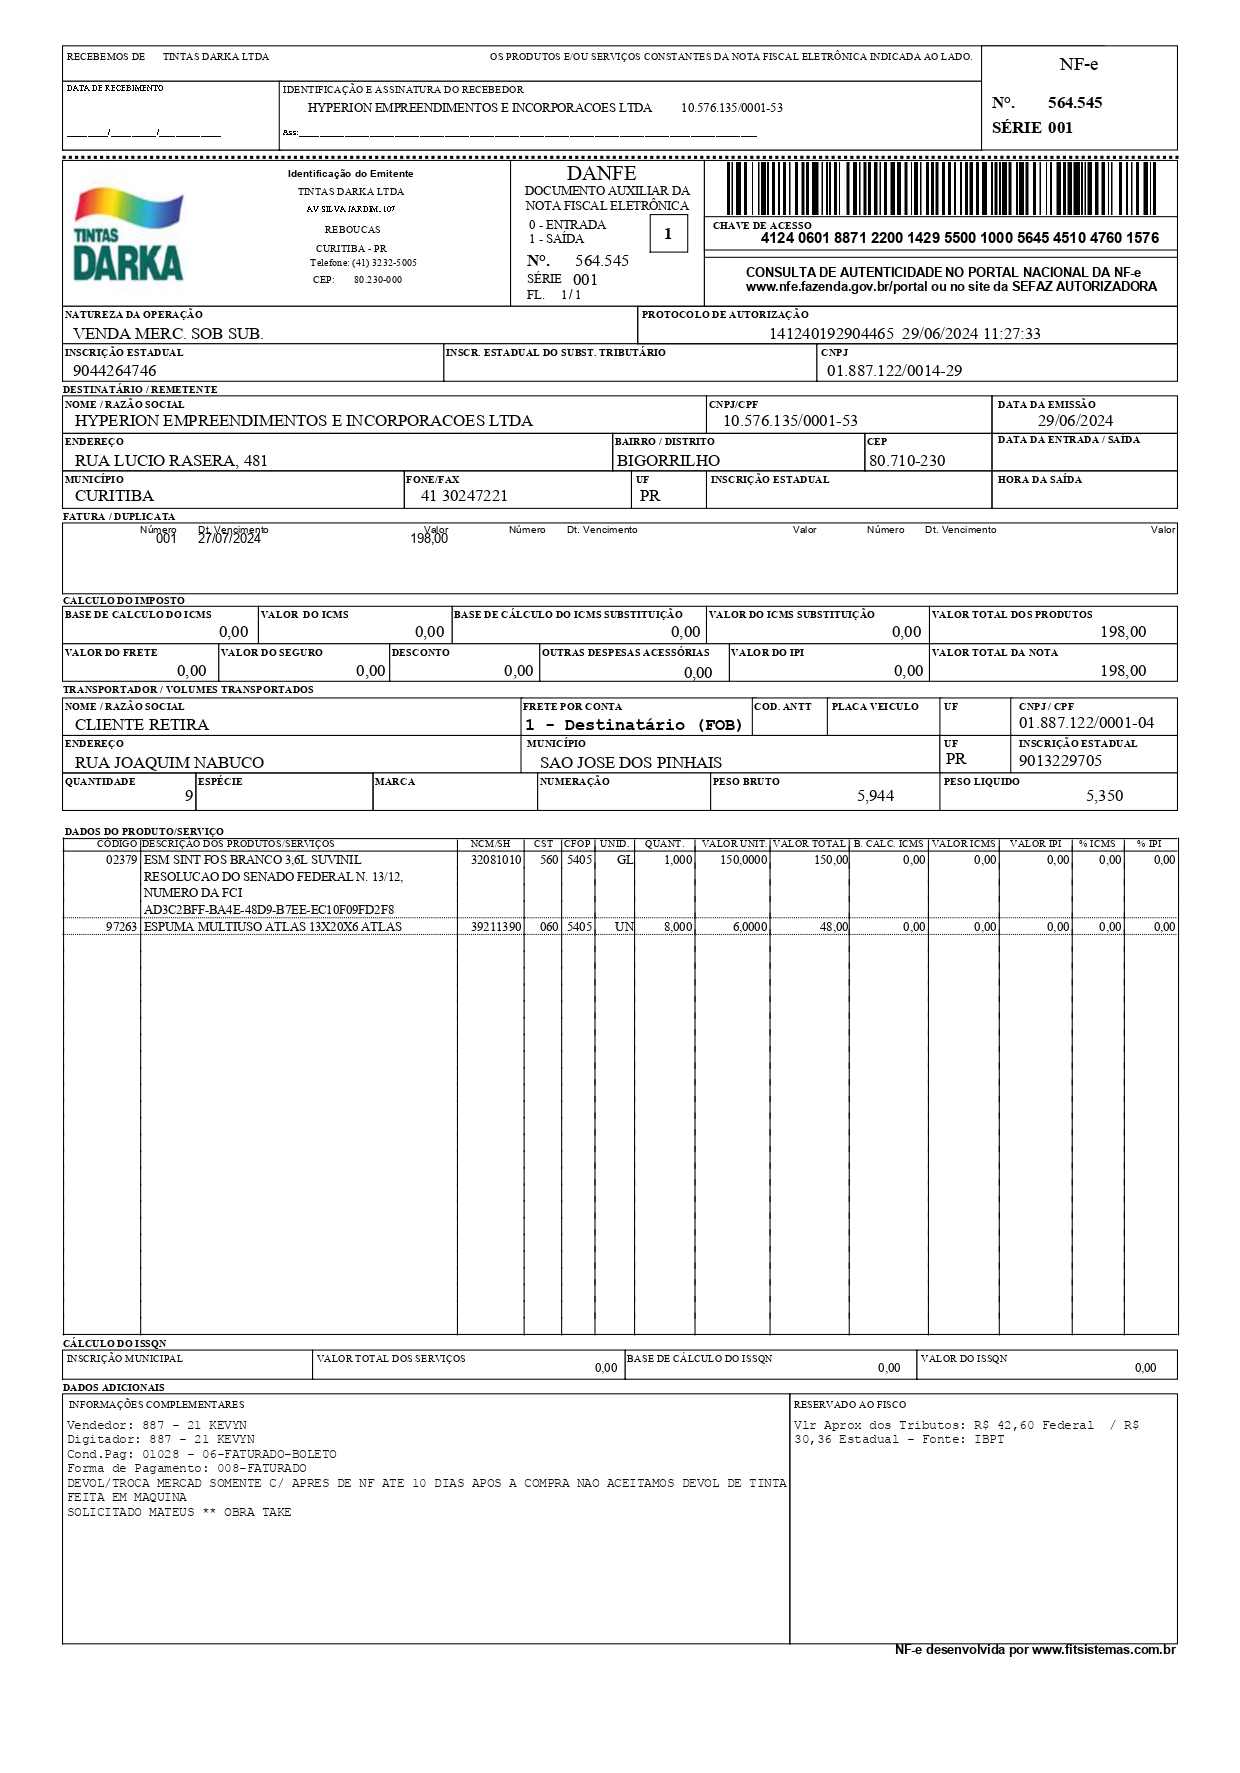 RECEBEMOS DE TINTAS DARKA LTDA OS PRODUTOS E/OU SERVIÇOS CONSTANTES DA NOTA FISCAL ELETRÔNICA INDICADA AO LADO.
NF-e
Nº. 564.545
SÉRIE 001
DATA DE RECEBIMENTO
____/____/________
IDENTIFICAÇÃO E ASSINATURA DO RECEBEDOR
HYPERION EMPREENDIMENTOS E INCORPORACOES LTDA 10.576.135/0001-53
Ass:____________________
TINTAS
DARKA
Identificação do Emitente
TINTAS DARKA LTDA
AV SILVA JARDIM, 107
REBOUCAS
CURITIBA - PR
Telefone: (41) 3232-5005
CEP: 80.230-000
DANFE
DOCUMENTO AUXILIAR DA
NOTA FISCAL ELETRÔNICA
0 - ENTRADA
1 - SAÍDA
1
Nº. 564.545
SÉRIE 001
FL. 1/1
CHAVE DE ACESSO
4124 0601 8871 2200 1429 5500 1000 5645 4510 4760 1576
CONSULTA DE AUTENTICIDADE NO PORTAL NACIONAL DA NF-e
www.nfe.fazenda.gov.br/portal ou no site da SEFAZ AUTORIZADORA
NATUREZA DA OPERAÇÃO PROTOCOLO DE AUTORIZAÇÃO
VENDA MERC. SOB SUB. 141240192904465 29/06/2024 11:27:33
INSCRIÇÃO ESTADUAL INSCR. ESTADUAL DO SUBST. TRIBUTÁRIO CNPJ
9044264746 01.887.122/0014-29
DESTINATÁRIO / REMETENTE
NOME / RAZÃO SOCIAL CNPJ/CPF DATA DA EMISSÃO
HYPERION EMPREENDIMENTOS E INCORPORACOES LTDA 10.576.135/0001-53 29/06/2024
ENDEREÇO BAIRRO / DISTRITO CEP DATA DA ENTRADA / SAÍDA
RUA LUCIO RASERA, 481 BIGORRILHO 80.710-230
MUNICÍPIO FONE/FAX UF INSCRIÇÃO ESTADUAL HORA DA SAÍDA
CURITIBA 41 30247221 PR
FATURA / DUPLICATA
Número Dt. Vencimento Valor Número Dt. Vencimento Valor Número Dt. Vencimento Valor
001 27/07/2024 198,00
CALCULO DO IMPOSTO
BASE DE CALCULO DO ICMS VALOR DO ICMS BASE DE CÁLCULO DO ICMS SUBSTITUIÇÃO VALOR DO ICMS SUBSTITUIÇÃO VALOR TOTAL DOS PRODUTOS
0,00 0,00 0,00 0,00 198,00
VALOR DO FRETE VALOR DO SEGURO DESCONTO OUTRAS DESPESAS ACESSÓRIAS VALOR DO IPI VALOR TOTAL DA NOTA
0,00 0,00 0,00 0,00 0,00 198,00
TRANSPORTADOR / VOLUMES TRANSPORTADOS
NOME / RAZÃO SOCIAL FRETE POR CONTA COD. ANTT PLACA VEICULO UF CNPJ / CPF
CLIENTE RETIRA 1 - Destinatário (FOB) 01.887.122/0001-04
ENDEREÇO MUNICÍPIO UF INSCRIÇÃO ESTADUAL
RUA JOAQUIM NABUCO SAO JOSE DOS PINHAIS PR 9013229705
QUANTIDADE ESPÉCIE MARCA NUMERAÇÃO PESO BRUTO PESO LIQUIDO
9 5,944 5,350
DADOS DO PRODUTO/SERVIÇO
CÓDIGO DESCRIÇÃO DOS PRODUTOS/SERVIÇOS NCM/SH CST CFOP UNID. QUANT. VALOR UNIT. VALOR TOTAL B. CALC. ICMS VALOR ICMS VALOR IPI % ICMS % IPI
02379 ESM SINT FOS BRANCO 3,6L SUVINIL 32081010 560 5405 GL 1,000 150,0000 150,00 0,00 0,00 0,00 0,00 0,00
RESOLUCAO DO SENADO FEDERAL N. 13/12,
NUMERO DA FCI
AD3C2BFF-BA4E-48D9-B7EE-EC10F09FD2F8
97263 ESPUMA MULTIUSO ATLAS 13X20X6 ATLAS 39211390 060 5405 UN 8,000 6,0000 48,00 0,00 0,00 0,00 0,00 0,00
CÁLCULO DO ISSQN
INSCRIÇÃO MUNICIPAL VALOR TOTAL DOS SERVIÇOS BASE DE CÁLCULO DO ISSQN VALOR DO ISSQN
0,00 0,00 0,00
DADOS ADICIONAIS
INFORMAÇÕES COMPLEMENTARES
Vendedor: 887 - 21 KEVYN
Digitador: 887 - 21 KEVYN
Cond.Pag: 01028 - 06-FATURADO-BOLETO
Forma de Pagamento: 008-FATURADO
DEVOL/TROCA MERCAD SOMENTE C/ APRES DE NF ATE 10 DIAS APOS A COMPRA NAO ACEITAMOS DEVOL DE TINTA
FEITA EM MAQUINA
SOLICITADO MATEUS ** OBRA TAKE
RESERVADO AO FISCO
Vlr Aprox dos Tributos: R$ 42,60 Federal / R$
30,36 Estadual - Fonte: IBPT
NF-e desenvolvida por www.fitsistemas.com.br